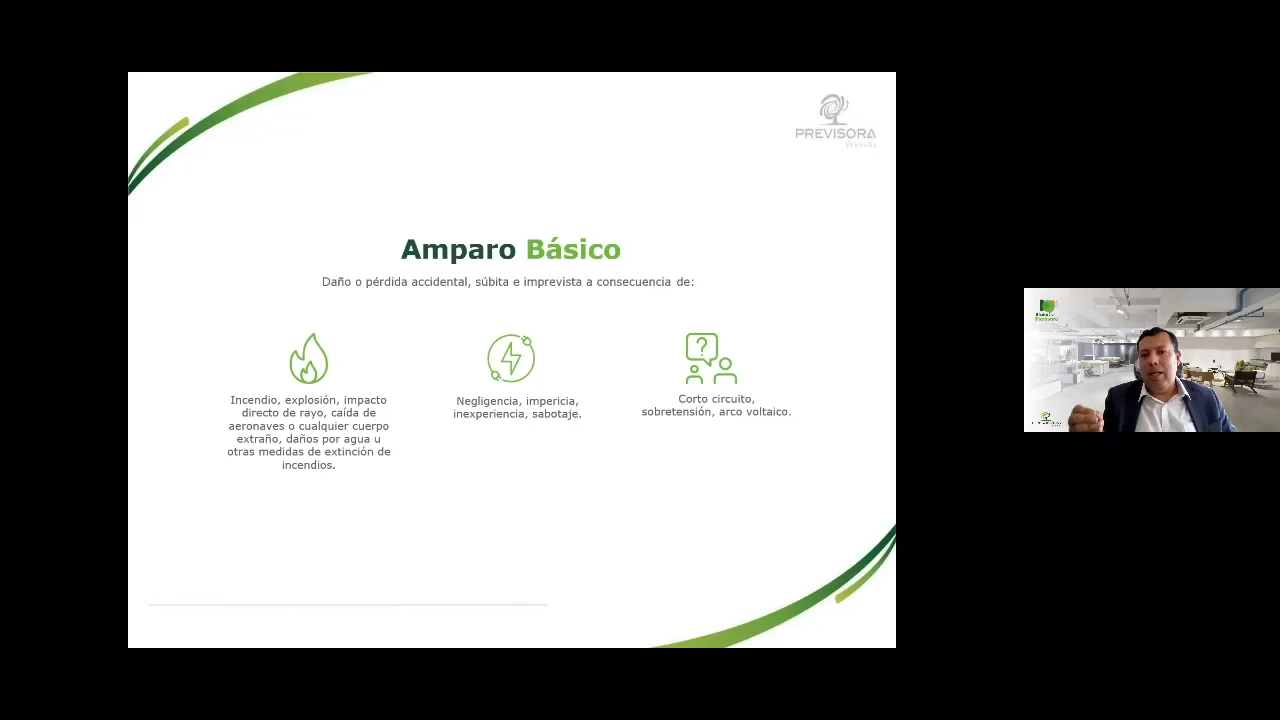 PREVISORA
SEGUROS
Amparo Básico
Daño o pérdida accidental, súbita e imprevista a consecuencia de:
Incendio, explosión, impacto
directo de rayo, caída de
aeronaves o cualquier cuerpo
extraño, daños por agua u
otras medidas de extinción de
incendios.
Negligencia, impericia,
inexperiencia, sabotaje.
Corto circuito,
sobretensión, arco voltaico.
Previsora